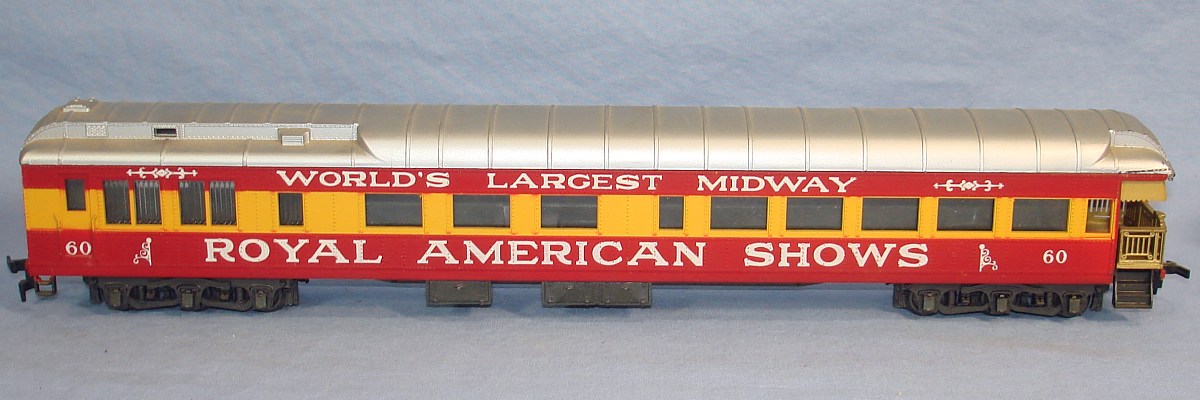 WORLD'S LARGEST MIDWAY
60 ROYAL AMERICAN SHOWS 60